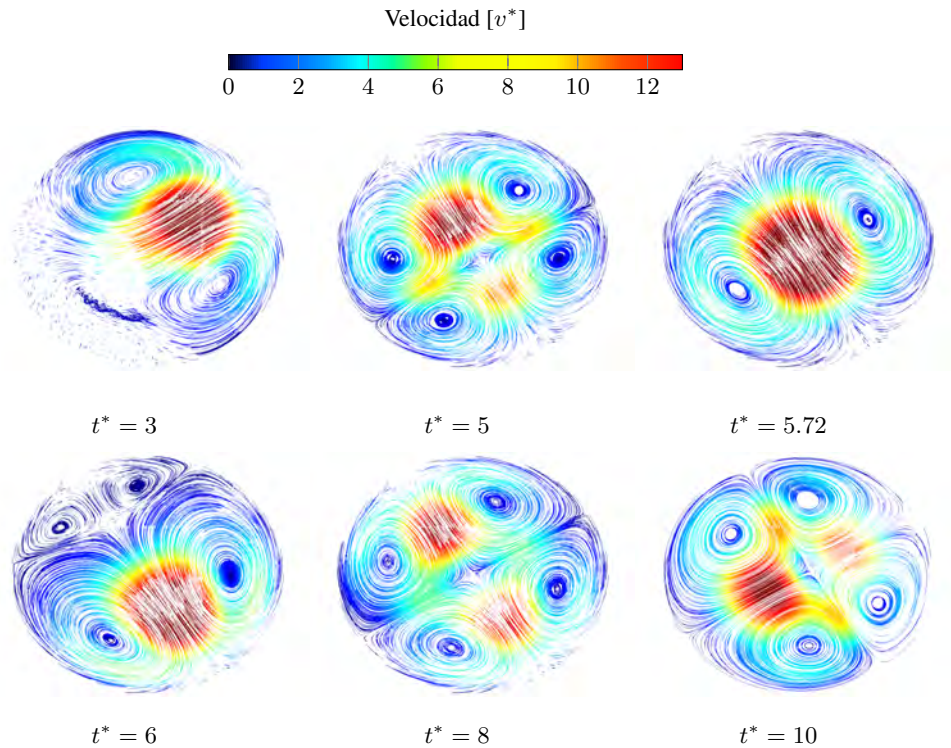 Velocidad [v*]
0 2 4 6 8 10 12
t* = 3 t* = 5 t* = 5.72
t* = 6 t* = 8 t* = 10